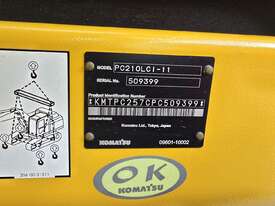 MODEL PC210LCI-11
SERIAL No. 509399
Product Identification Number
*KMTPC257CPC509399*
MANUFACTURER
Komatsu Ltd., Tokyo, Japan
KOMATSU 09601-10002
OK
KOMATSU